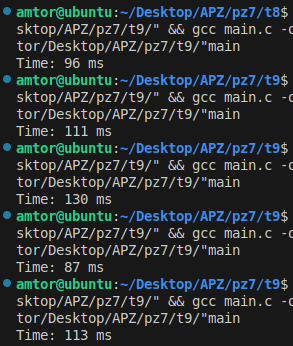 amtor@ubuntu:~/Desktop/APZ/pz7/t8$
sktop/APZ/pz7/t9/" && gcc main.c -o
tor/Desktop/APZ/pz7/t9/"main
Time: 96 ms
amtor@ubuntu:~/Desktop/APZ/pz7/t9$
sktop/APZ/pz7/t9/" && gcc main.c -o
tor/Desktop/APZ/pz7/t9/"main
Time: 111 ms
amtor@ubuntu:~/Desktop/APZ/pz7/t9$
sktop/APZ/pz7/t9/" && gcc main.c -o
tor/Desktop/APZ/pz7/t9/"main
Time: 130 ms
amtor@ubuntu:~/Desktop/APZ/pz7/t9$
sktop/APZ/pz7/t9/" && gcc main.c -o
tor/Desktop/APZ/pz7/t9/"main
Time: 87 ms
amtor@ubuntu:~/Desktop/APZ/pz7/t9$
sktop/APZ/pz7/t9/" && gcc main.c -o
tor/Desktop/APZ/pz7/t9/"main
Time: 113 ms